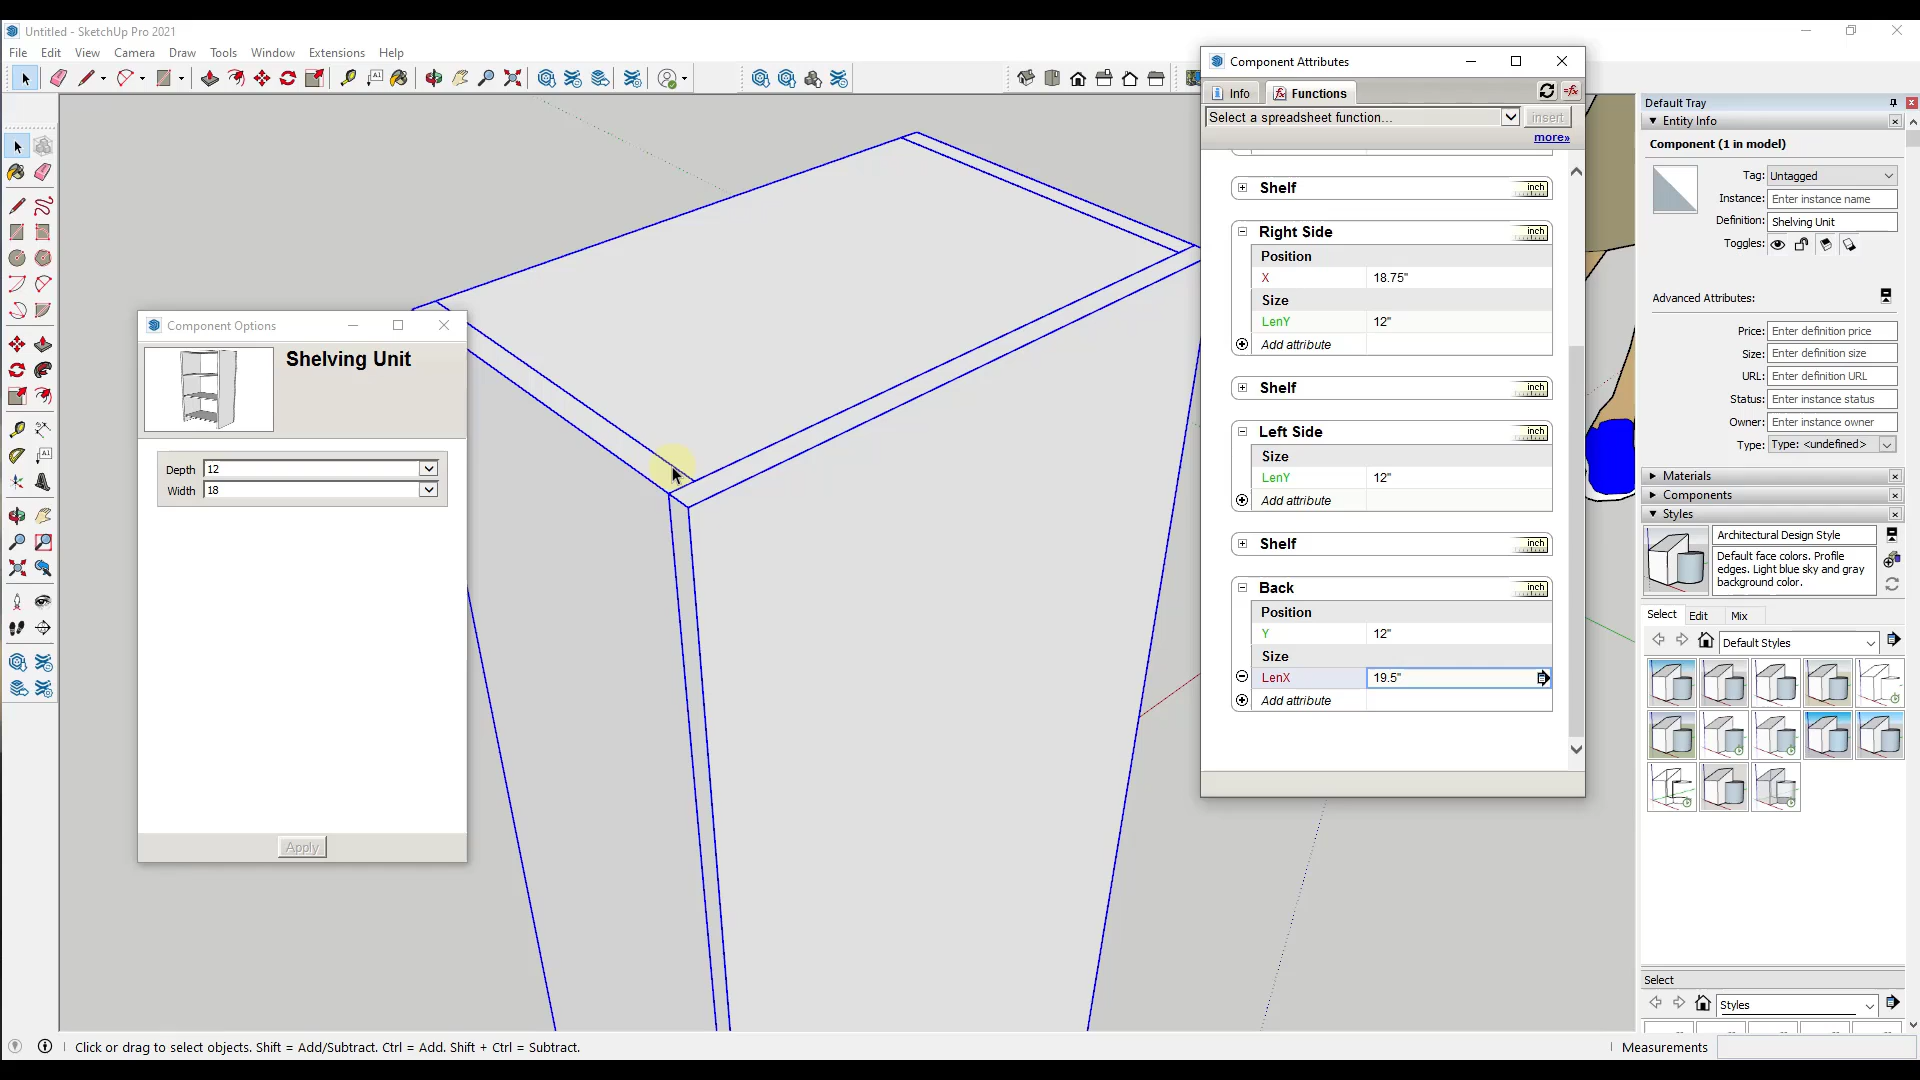 Untitled - SketchUp Pro 2021
File Edit View Camera Draw Tools Window Extensions Help
Component Options
Shelving Unit
Depth 12
Width 18
Apply
Component Attributes
Info Functions
Select a spreadsheet function... insert
more»
Shelf inch
Right Side inch
Position
X 18.75"
Size
LenY 12"
Add attribute
Shelf inch
Left Side inch
Size
LenY 12"
Add attribute
Shelf inch
Back inch
Position
Y 12"
Size
LenX 19.5"
Add attribute
Default Tray
Entity Info
Component (1 in model)
Tag: Untagged
Instance: Enter instance name
Definition: Shelving Unit
Toggles:
Advanced Attributes:
Price: Enter definition price
Size: Enter definition size
URL: Enter definition URL
Status: Enter instance status
Owner: Enter instance owner
Type: Type: <undefined>
Materials
Components
Styles
Architectural Design Style
Default face colors. Profile
edges. Light blue sky and gray
background color.
Select Edit Mix
Default Styles
Select
Styles
Click or drag to select objects. Shift = Add/Subtract. Ctrl = Add. Shift + Ctrl = Subtract.
Measurements